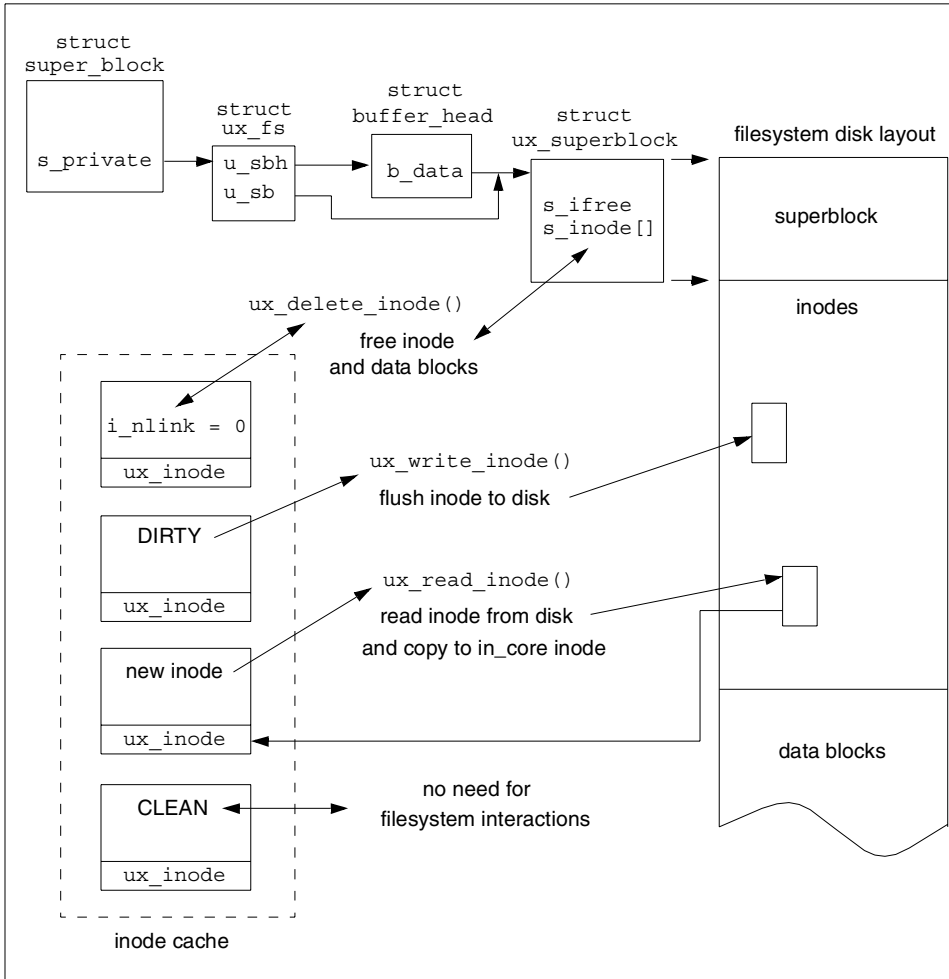 struct
super_block
s_private
struct
ux_fs
u_sbh
u_sb
struct
buffer_head
b_data
struct
ux_superblock
s_ifree
s_inode[]
filesystem disk layout
superblock
inodes
data blocks
ux_delete_inode()
free inode
and data blocks
i_nlink = 0
ux_inode
ux_write_inode()
flush inode to disk
DIRTY
ux_inode
ux_read_inode()
read inode from disk
and copy to in_core inode
new inode
ux_inode
CLEAN
no need for
filesystem interactions
ux_inode
inode cache